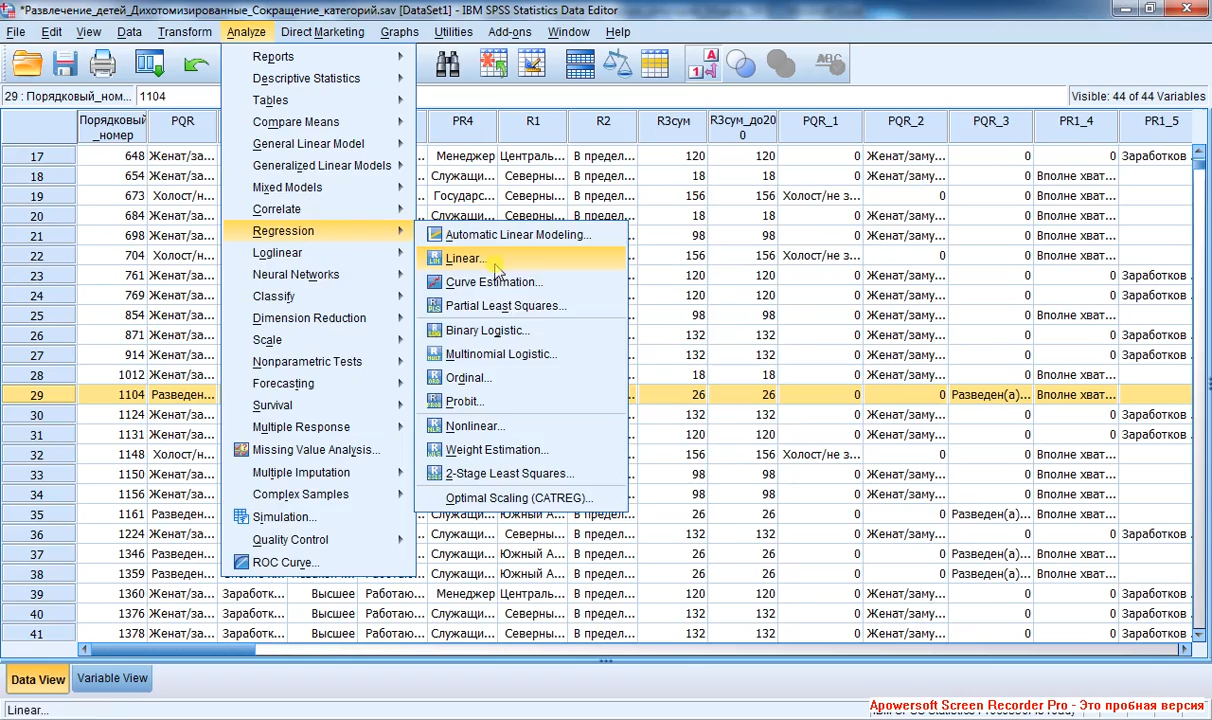 *Развлечение_детей_Дихотомизированные_Сокращение_категорий.sav [DataSet1] - IBM SPSS Statistics Data Editor
File Edit View Data Transform Analyze Direct Marketing Graphs Utilities Add-ons Window Help
29 : Порядковый_ном... 1104 Visible: 44 of 44 Variables
Порядковый_номер PQR PR4 R1 R2 R3сум R3сум_до200 PQR_1 PQR_2 PQR_3 PR1_4 PR1_5
17 648 Женат/за... Менеджер Централь... В предел... 120 120 0 Женат/заму... 0 0 Заработков
18 654 Женат/за... Служащи... Северны... В предел... 18 18 0 Женат/заму... 0 Вполне хват...
19 673 Холост/н... Государс... Северны... В предел... 156 156 Холост/не з... 0 0 Вполне хват...
20 684 Женат/за... Служащи... Северны... В предел... 18 18 0 Женат/заму... 0 Вполне хват...
21 698 Женат/за... 98 98 0 Женат/заму... 0 Вполне хват...
22 704 Холост/н... 156 156 Холост/не з... 0 0 Вполне хват...
23 761 Женат/за... 120 120 0 Женат/заму... 0 0 Заработков
24 769 Женат/за... 120 120 0 Женат/заму... 0 0 Заработков
25 854 Женат/за... 98 98 0 Женат/заму... 0 Вполне хват...
26 871 Женат/за... 132 132 0 Женат/заму... 0 0 Заработков
27 914 Женат/за... 132 132 0 Женат/заму... 0 0 Заработков
28 1012 Женат/за... 18 18 0 Женат/заму... 0 Вполне хват...
29 1104 Разведен... 26 26 0 0 Разведен(а)... Вполне хват...
30 1124 Женат/за... 132 132 0 Женат/заму... 0 0 Заработков
31 1131 Женат/за... 120 120 0 Женат/заму... 0 0 Заработков
32 1148 Холост/н... 156 156 Холост/не з... 0 0 Вполне хват...
33 1150 Женат/за... 98 98 0 Женат/заму... 0 Вполне хват...
34 1156 Женат/за... 98 98 0 Женат/заму... 0 Вполне хват...
35 1161 Разведен... Служащи... Южный А... В предел... 26 26 0 0 Разведен(а)... Вполне хват...
36 1224 Женат/за... Служащи... Северны... В предел... 132 132 0 Женат/заму... 0 0 Заработков
37 1346 Разведен... Служащи... Южный А... В предел... 26 26 0 0 Разведен(а)... Вполне хват...
38 1359 Разведен... Служащи... Южный А... В предел... 26 26 0 0 Разведен(а)... Вполне хват...
39 1360 Женат/за... Заработк... Высшее Работаю... Менеджер Централь... В предел... 120 120 0 Женат/заму... 0 0 Заработков
40 1376 Женат/за... Заработк... Высшее Работаю... Служащи... Северны... В предел... 132 132 0 Женат/заму... 0 0 Заработков
41 1378 Женат/за... Заработк... Высшее Работаю... Служащи... Северны... В предел... 132 132 0 Женат/заму... 0 0 Заработков
Reports
Descriptive Statistics
Tables
Compare Means
General Linear Model
Generalized Linear Models
Mixed Models
Correlate
Regression
Loglinear
Neural Networks
Classify
Dimension Reduction
Scale
Nonparametric Tests
Forecasting
Survival
Multiple Response
Missing Value Analysis...
Multiple Imputation
Complex Samples
Simulation...
Quality Control
ROC Curve...
Automatic Linear Modeling...
Linear...
Curve Estimation...
Partial Least Squares...
Binary Logistic...
Multinomial Logistic...
Ordinal...
Probit...
Nonlinear...
Weight Estimation...
2-Stage Least Squares...
Optimal Scaling (CATREG)...
Data View Variable View
Linear...
Apowersoft Screen Recorder Pro - Это пробная версия